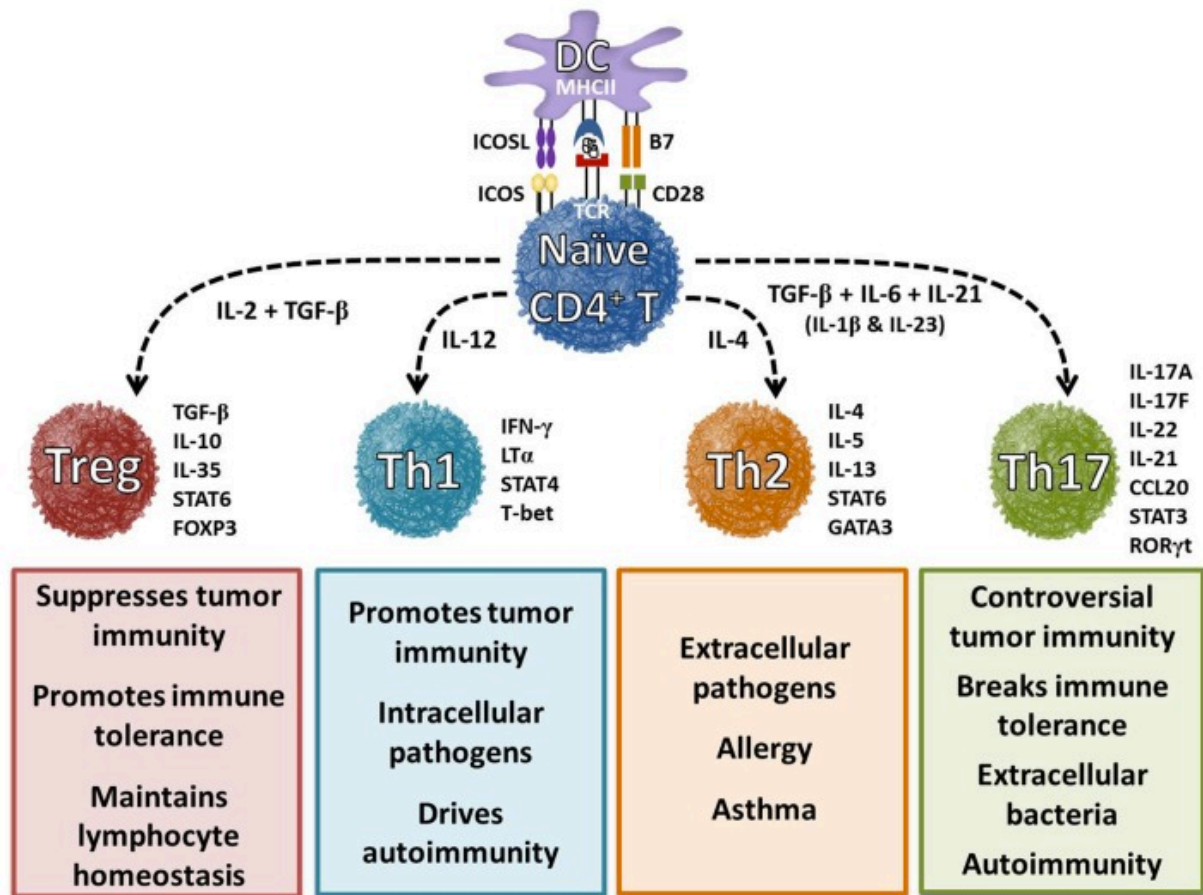 DC
MHCII
ICOSL
B7
ICOS
CD28
TCR
Naïve
CD4⁺ T
IL-2 + TGF-β
IL-12
IL-4
TGF-β + IL-6 + IL-21
(IL-1β & IL-23)
Treg
TGF-β
IL-10
IL-35
STAT6
FOXP3
Th1
IFN-γ
LTα
STAT4
T-bet
Th2
IL-4
IL-5
IL-13
STAT6
GATA3
Th17
IL-17A
IL-17F
IL-22
IL-21
CCL20
STAT3
RORγt
Suppresses tumor
immunity
Promotes immune
tolerance
Maintains
lymphocyte
homeostasis
Promotes tumor
immunity
Intracellular
pathogens
Drives
autoimmunity
Extracellular
pathogens
Allergy
Asthma
Controversial
tumor immunity
Breaks immune
tolerance
Extracellular
bacteria
Autoimmunity